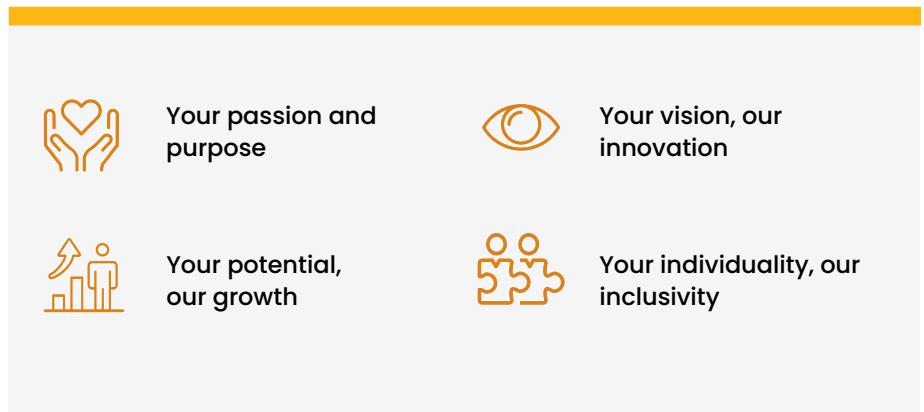 Your passion and
purpose
Your vision, our
innovation
Your potential,
our growth
Your individuality, our
inclusivity